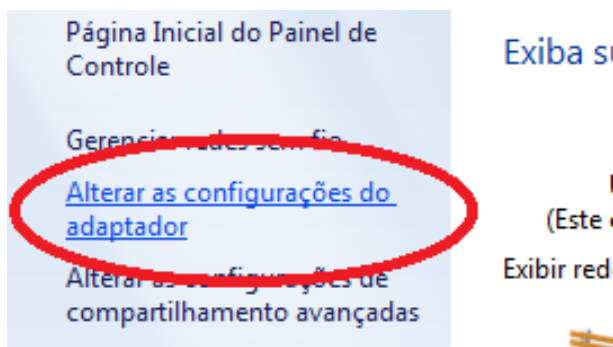 Página Inicial do Painel de
Controle
Gerenciar redes sem fio
Alterar as configurações do
adaptador
Alterar as configurações de
compartilhamento avançadas
Exiba su
(Este
Exibir red